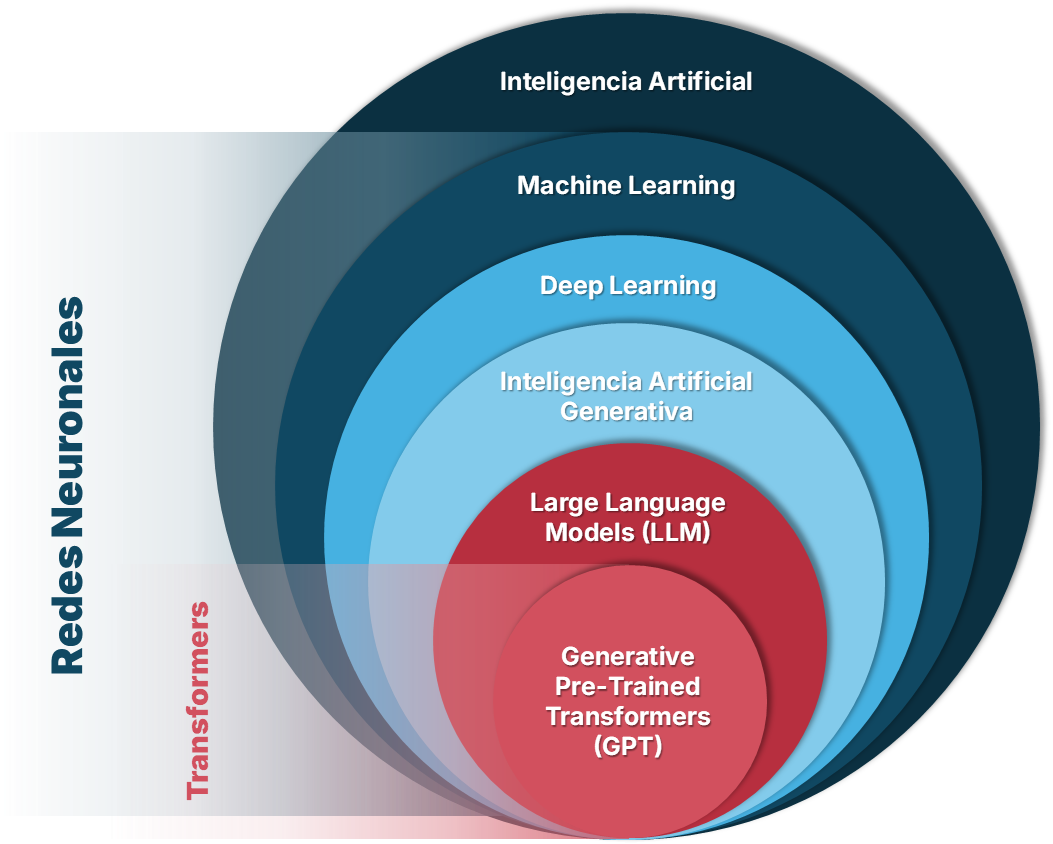 Inteligencia Artificial
Machine Learning
Deep Learning
Inteligencia Artificial
Generativa
Large Language
Models (LLM)
Generative
Pre-Trained
Transformers
(GPT)
Redes Neuronales
Transformers